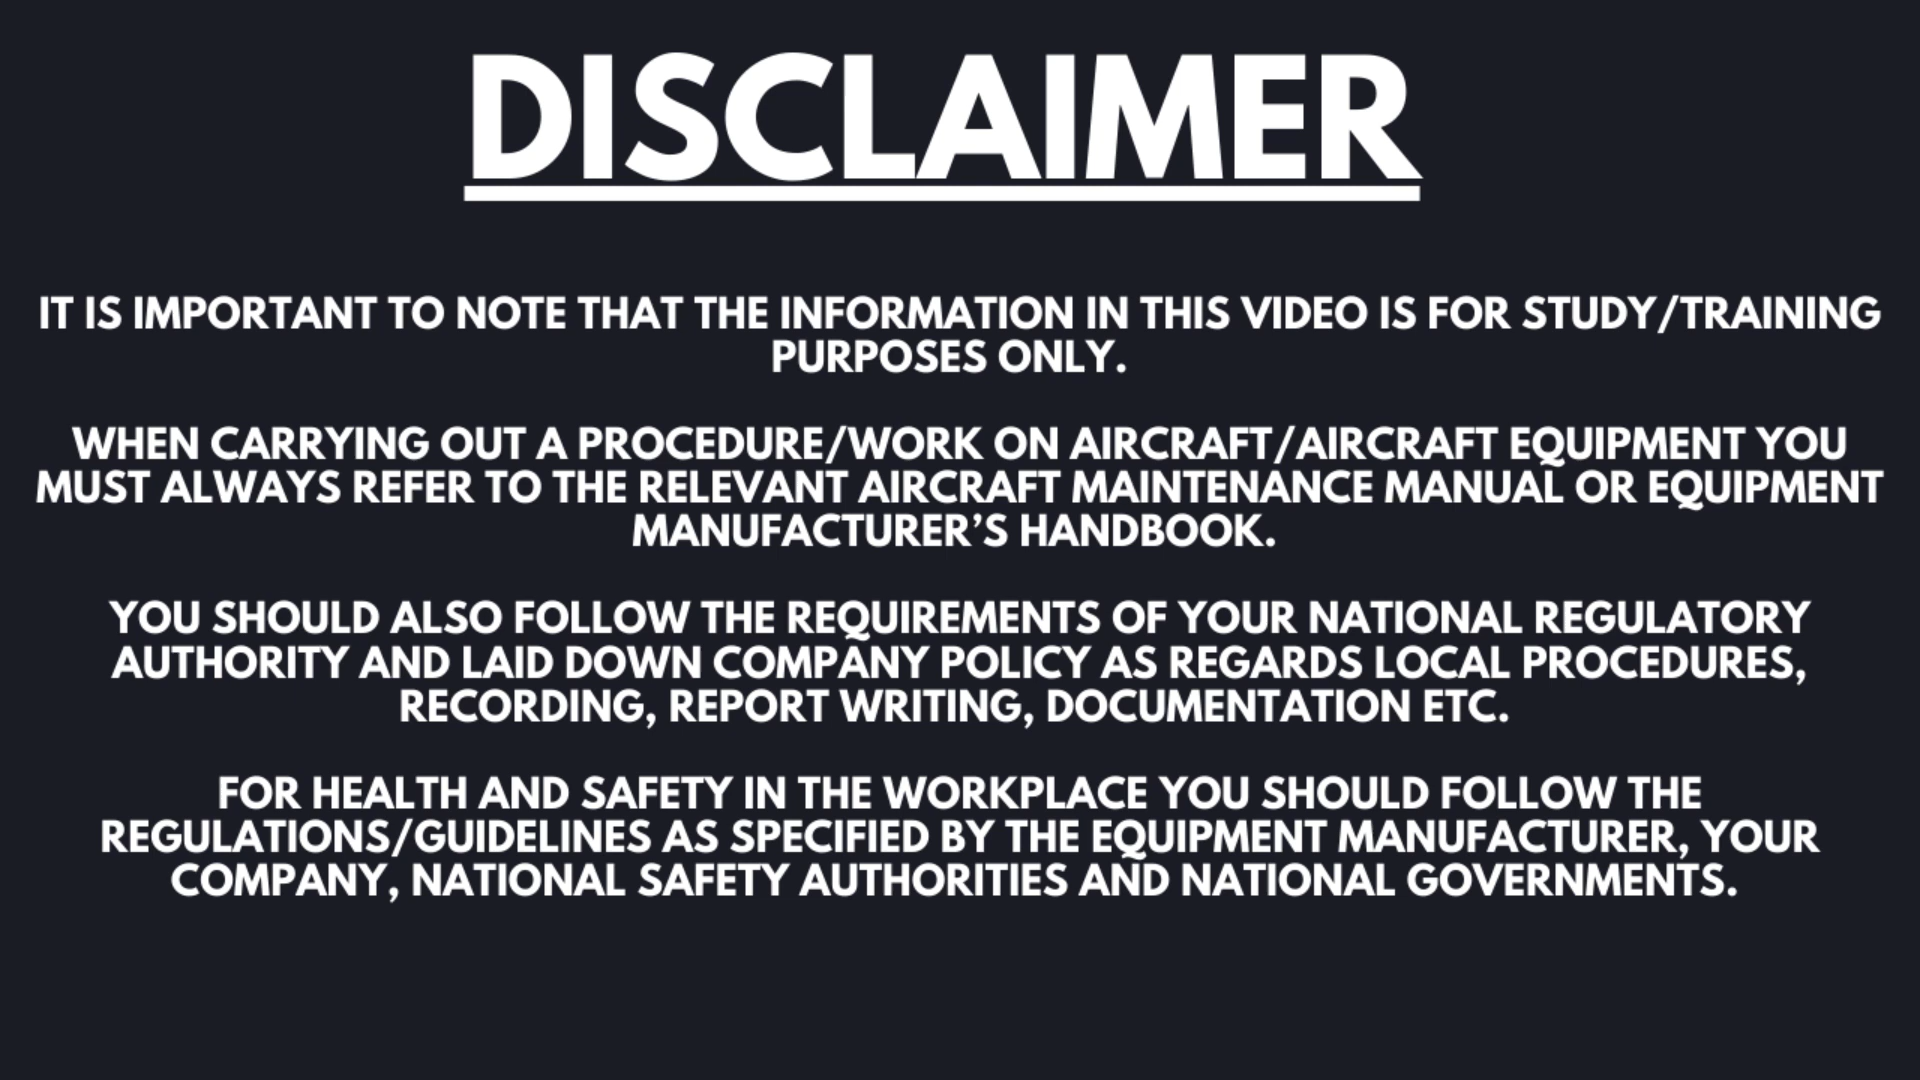 DISCLAIMER
IT IS IMPORTANT TO NOTE THAT THE INFORMATION IN THIS VIDEO IS FOR STUDY/TRAINING
PURPOSES ONLY.
WHEN CARRYING OUT A PROCEDURE/WORK ON AIRCRAFT/AIRCRAFT EQUIPMENT YOU
MUST ALWAYS REFER TO THE RELEVANT AIRCRAFT MAINTENANCE MANUAL OR EQUIPMENT
MANUFACTURER’S HANDBOOK.
YOU SHOULD ALSO FOLLOW THE REQUIREMENTS OF YOUR NATIONAL REGULATORY
AUTHORITY AND LAID DOWN COMPANY POLICY AS REGARDS LOCAL PROCEDURES,
RECORDING, REPORT WRITING, DOCUMENTATION ETC.
FOR HEALTH AND SAFETY IN THE WORKPLACE YOU SHOULD FOLLOW THE
REGULATIONS/GUIDELINES AS SPECIFIED BY THE EQUIPMENT MANUFACTURER, YOUR
COMPANY, NATIONAL SAFETY AUTHORITIES AND NATIONAL GOVERNMENTS.